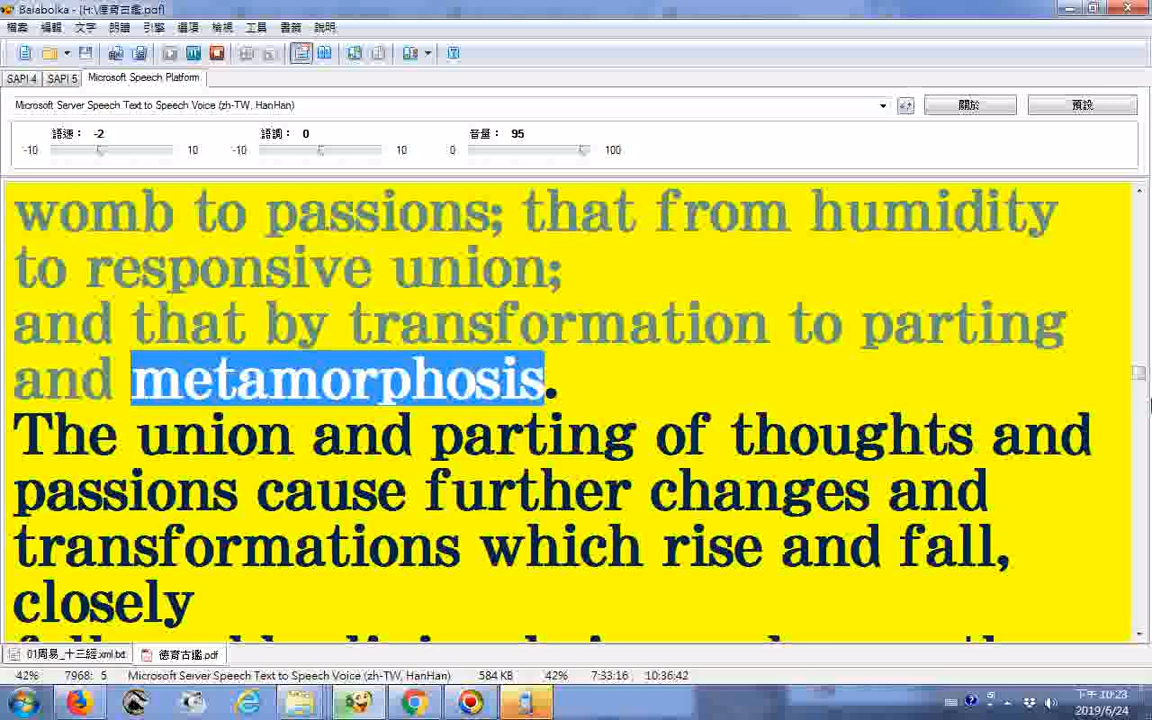 Balabolka - [H:\德育古鑑.pdf]
檔案 編輯 文字 朗讀 引擎 選項 檢視 工具 書籤 說明
SAPI 4 SAPI 5 Microsoft Speech Platform
Microsoft Server Speech Text to Speech Voice (zh-TW, HanHan) 關於 預設
語速: -2 語調: 0 音量: 95
-10 10 -10 10 0 100
womb to passions; that from humidity
to responsive union;
and that by transformation to parting
and metamorphosis.
The union and parting of thoughts and
passions cause further changes and
transformations which rise and fall,
closely
01周易_十三經.xml.txt 德育古鑑.pdf
42% 7968: 5 Microsoft Server Speech Text to Speech Voice (zh-TW, HanHan) 584 KB 42% 7:33:16 10:36:42
下午 10:23
2019/6/24